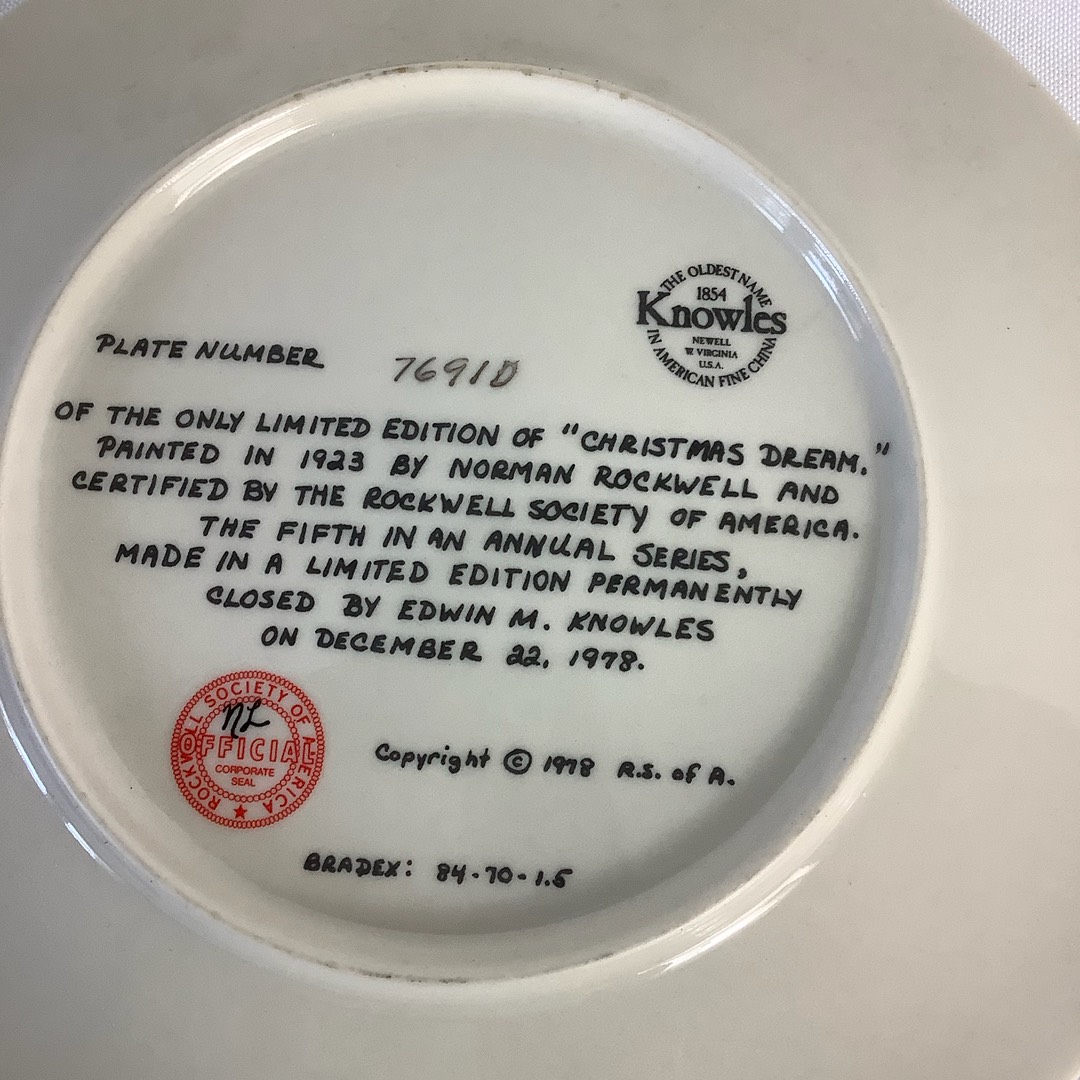 THE OLDEST NAME
1854
Knowles
NEWELL
W. VIRGINIA
U.S.A.
IN AMERICAN FINE CHINA
PLATE NUMBER 7691D
OF THE ONLY LIMITED EDITION OF "CHRISTMAS DREAM."
PAINTED IN 1923 BY NORMAN ROCKWELL AND
CERTIFIED BY THE ROCKWELL SOCIETY OF AMERICA.
THE FIFTH IN AN ANNUAL SERIES,
MADE IN A LIMITED EDITION PERMANENTLY
CLOSED BY EDWIN M. KNOWLES
ON DECEMBER 22, 1978.
ROCKWELL SOCIETY OF AMERICA
NL
OFFICIAL
CORPORATE
SEAL
Copyright © 1978 R.S. of A.
BRADEX: 84-70-1.5